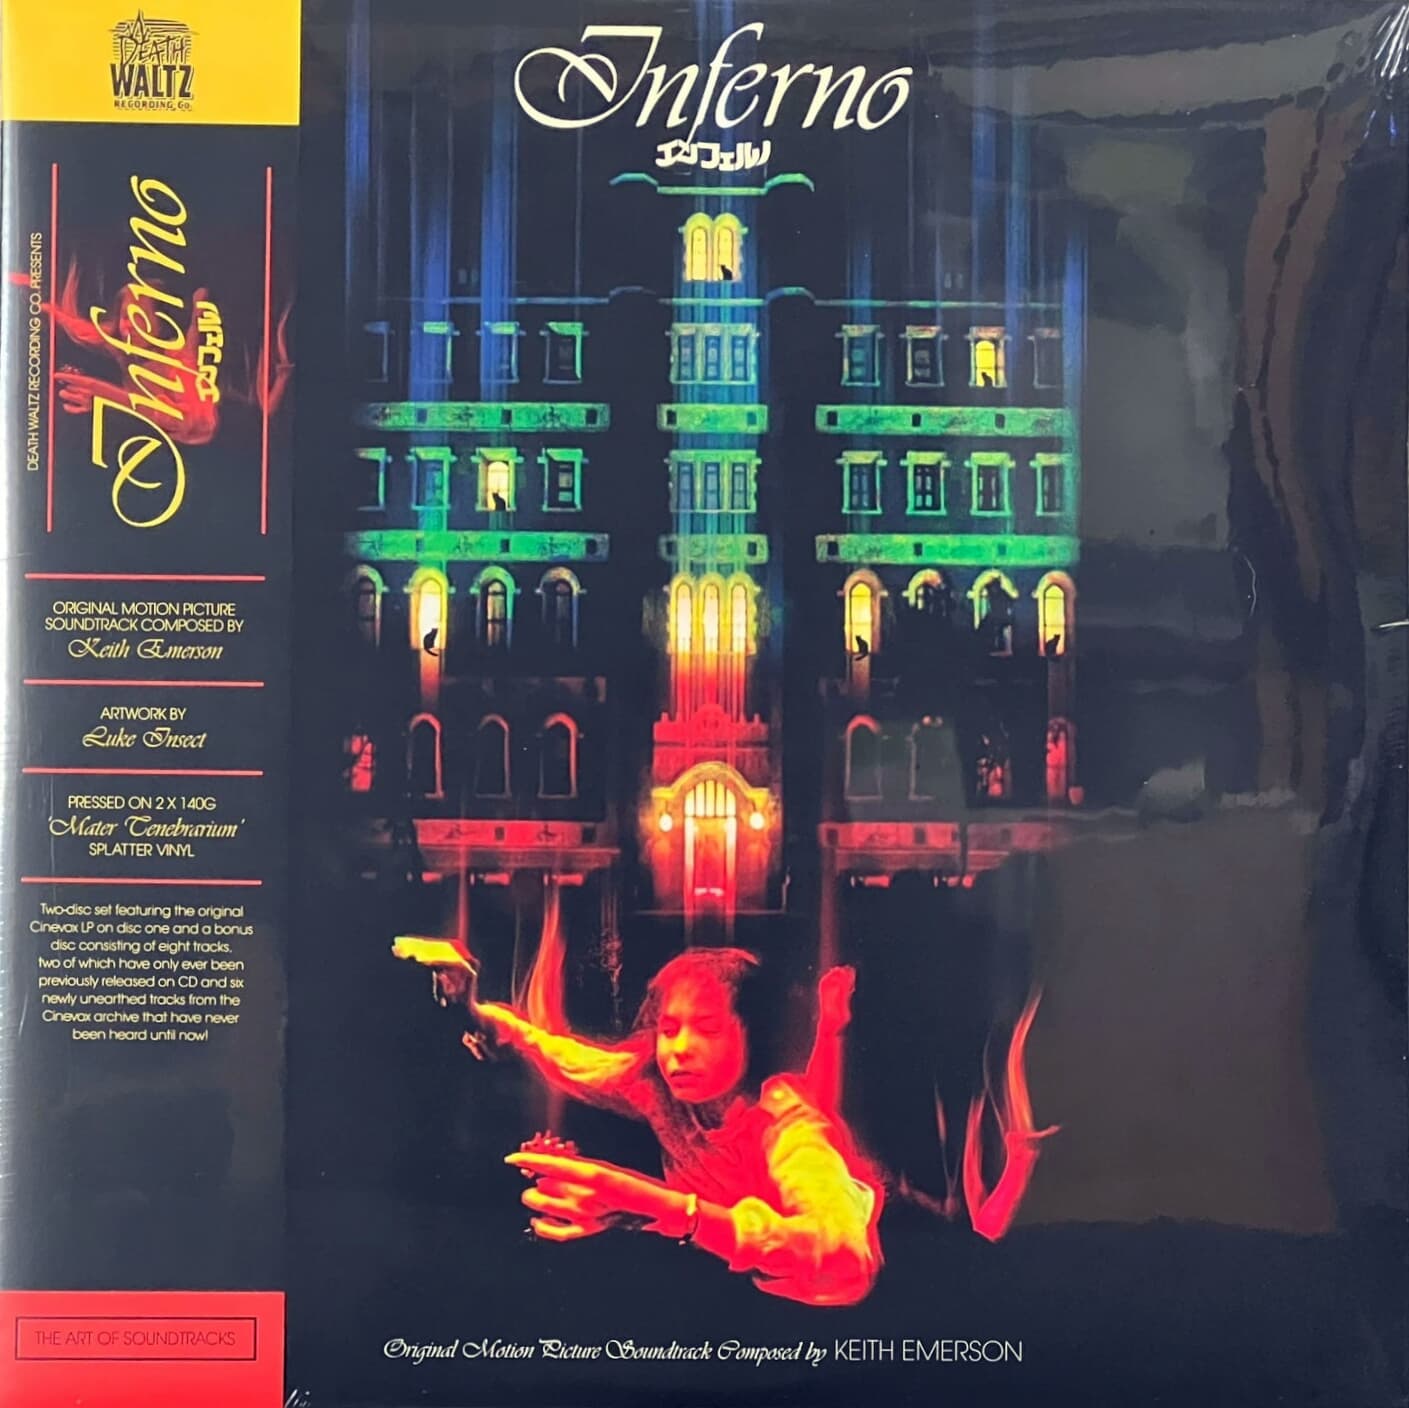 A
DEATH
WALTZ
RECORDING Co.
DEATH WALTZ RECORDING CO. PRESENTS
Inferno
インフェルノ
ORIGINAL MOTION PICTURE
SOUNDTRACK COMPOSED BY
Keith Emerson
ARTWORK BY
Luke Insect
PRESSED ON 2 X 140G
'Mater Tenebrarium'
SPLATTER VINYL
Two-disc set featuring the original
Cinevox LP on disc one and a bonus
disc consisting of eight tracks,
two of which have only ever been
previously released on CD and six
newly unearthed tracks from the
Cinevox archive that have never
been heard until now!
THE ART OF SOUNDTRACKS
Inferno
インフェルノ
Original Motion Picture Soundtrack Composed by KEITH EMERSON